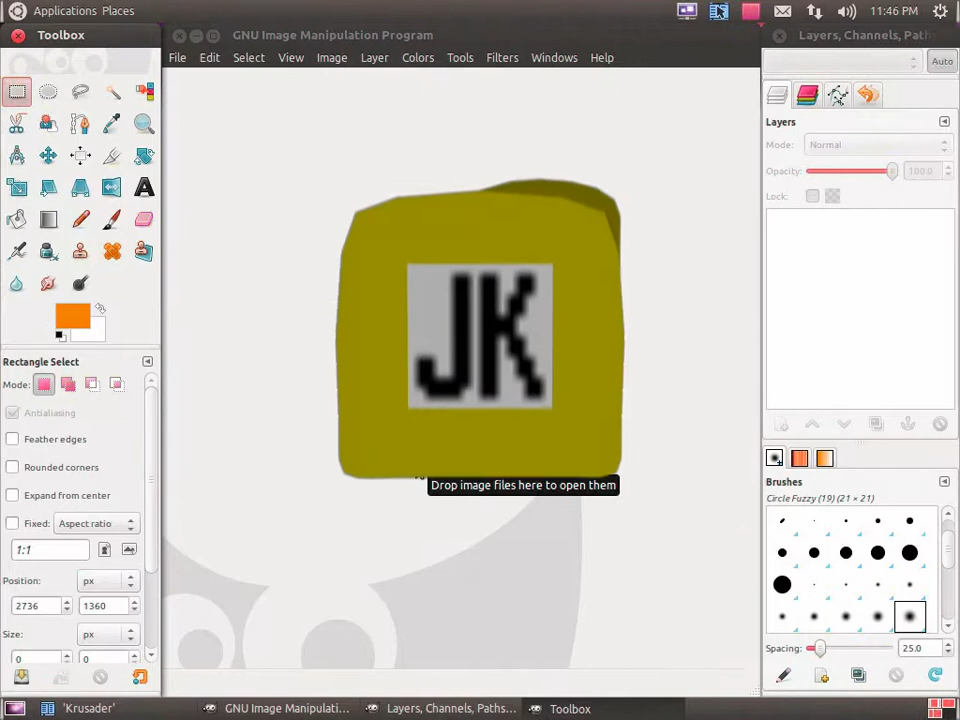 Applications Places
11:46 PM
Toolbox
GNU Image Manipulation Program
Layers, Channels, Paths
File Edit Select View Image Layer Colors Tools Filters Windows Help
Auto
Layers
Mode: Normal
Opacity: 100.0
Lock:
JK
Rectangle Select
Mode:
Antialiasing
Feather edges
Rounded corners
Expand from center
Fixed: Aspect ratio
1:1
Position: px
2736 1360
Size: px
0 0
Drop image files here to open them
Brushes
Circle Fuzzy (19) (21 × 21)
Spacing: 25.0
'Krusader'
GNU Image Manipulati...
Layers, Channels, Paths...
Toolbox